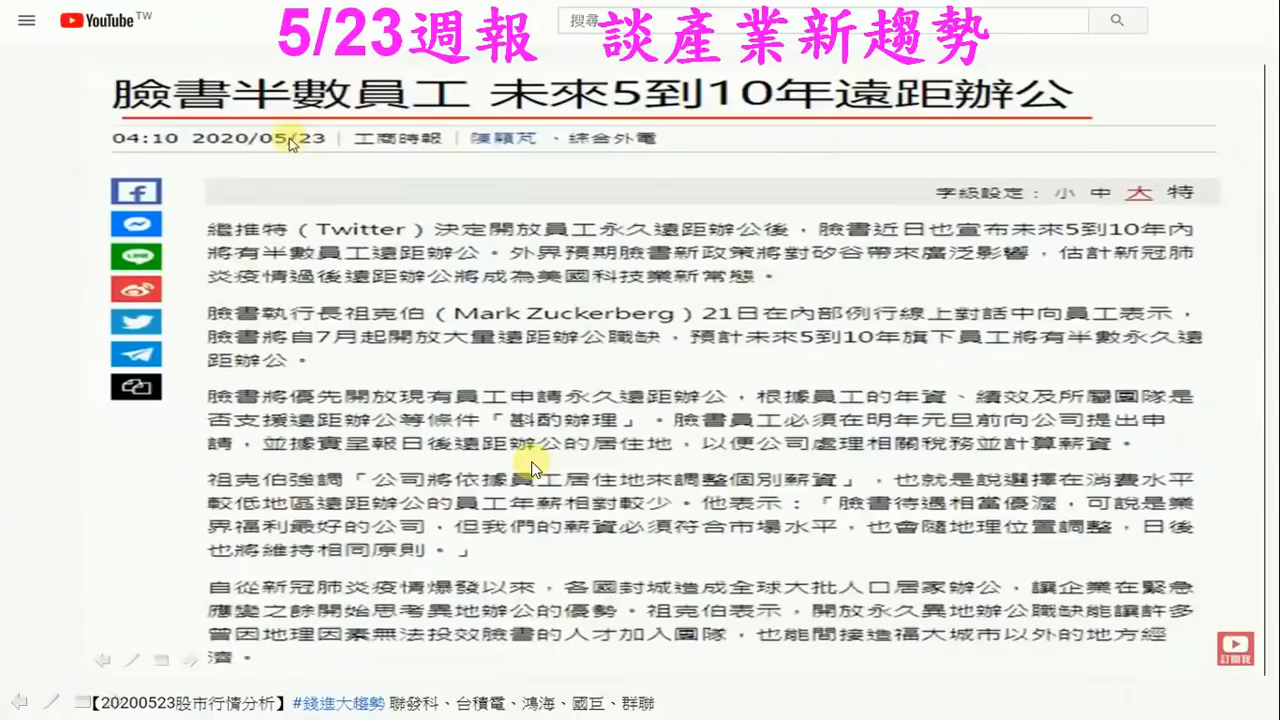 YouTube TW
搜尋
5/23週報 談產業新趨勢
臉書半數員工 未來5到10年遠距辦公
04:10 2020/05/23 | 工商時報 | 陳穎芃 、綜合外電
字級設定： 小 中 大 特
繼推特（Twitter）決定開放員工永久遠距辦公後，臉書近日也宣布未來5到10年內
將有半數員工遠距辦公。外界預期臉書新政策將對矽谷帶來廣泛影響，估計新冠肺
炎疫情過後遠距辦公將成為美國科技業新常態。
臉書執行長祖克伯（Mark Zuckerberg）21日在內部例行線上對話中向員工表示，
臉書將自7月起開放大量遠距辦公職缺，預計未來5到10年旗下員工將有半數永久遠
距辦公。
臉書將優先開放現有員工申請永久遠距辦公，根據員工的年資、績效及所屬團隊是
否支援遠距辦公等條件「斟酌辦理」。臉書員工必須在明年元旦前向公司提出申
請，並據實呈報日後遠距辦公的居住地，以便公司處理相關稅務並計算薪資。
祖克伯強調「公司將依據員工居住地來調整個別薪資」，也就是說選擇在消費水平
較低地區遠距辦公的員工年薪相對較少。他表示：「臉書待遇相當優渥，可說是業
界福利最好的公司，但我們的薪資必須符合市場水平，也會隨地理位置調整，日後
也將維持相同原則。」
自從新冠肺炎疫情爆發以來，各國封城造成全球大批人口居家辦公，讓企業在緊急
應變之餘開始思考異地辦公的優勢。祖克伯表示，開放永久異地辦公職缺能讓許多
曾因地理因素無法投效臉書的人才加入團隊，也能間接造福大城市以外的地方經
濟。
訂閱我
【20200523股市行情分析】#錢進大趨勢 聯發科、台積電、鴻海、國巨、群聯